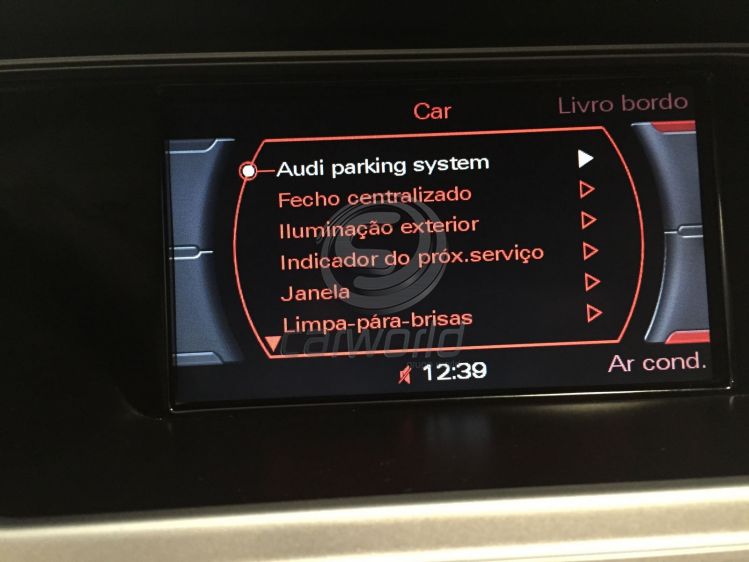 Car
Livro bordo
Audi parking system
Fecho centralizado
Iluminação exterior
Indicador do próx.serviço
Janela
Limpa-pára-brisas
carworld
12:39
Ar cond.